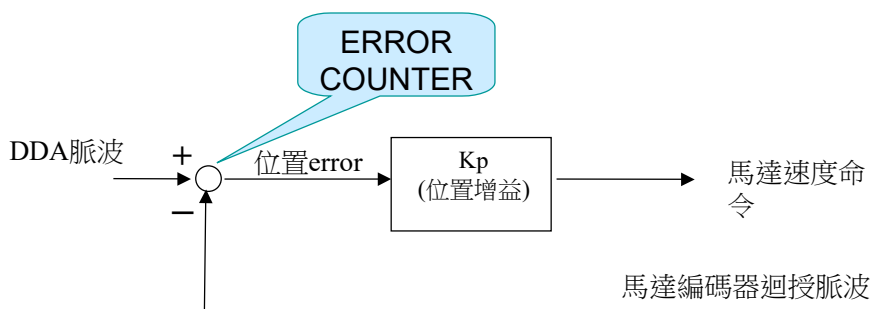 ERROR
COUNTER
DDA脈波
+
位置error
Kp
(位置增益)
馬達速度命
令
−
馬達編碼器迴授脈波